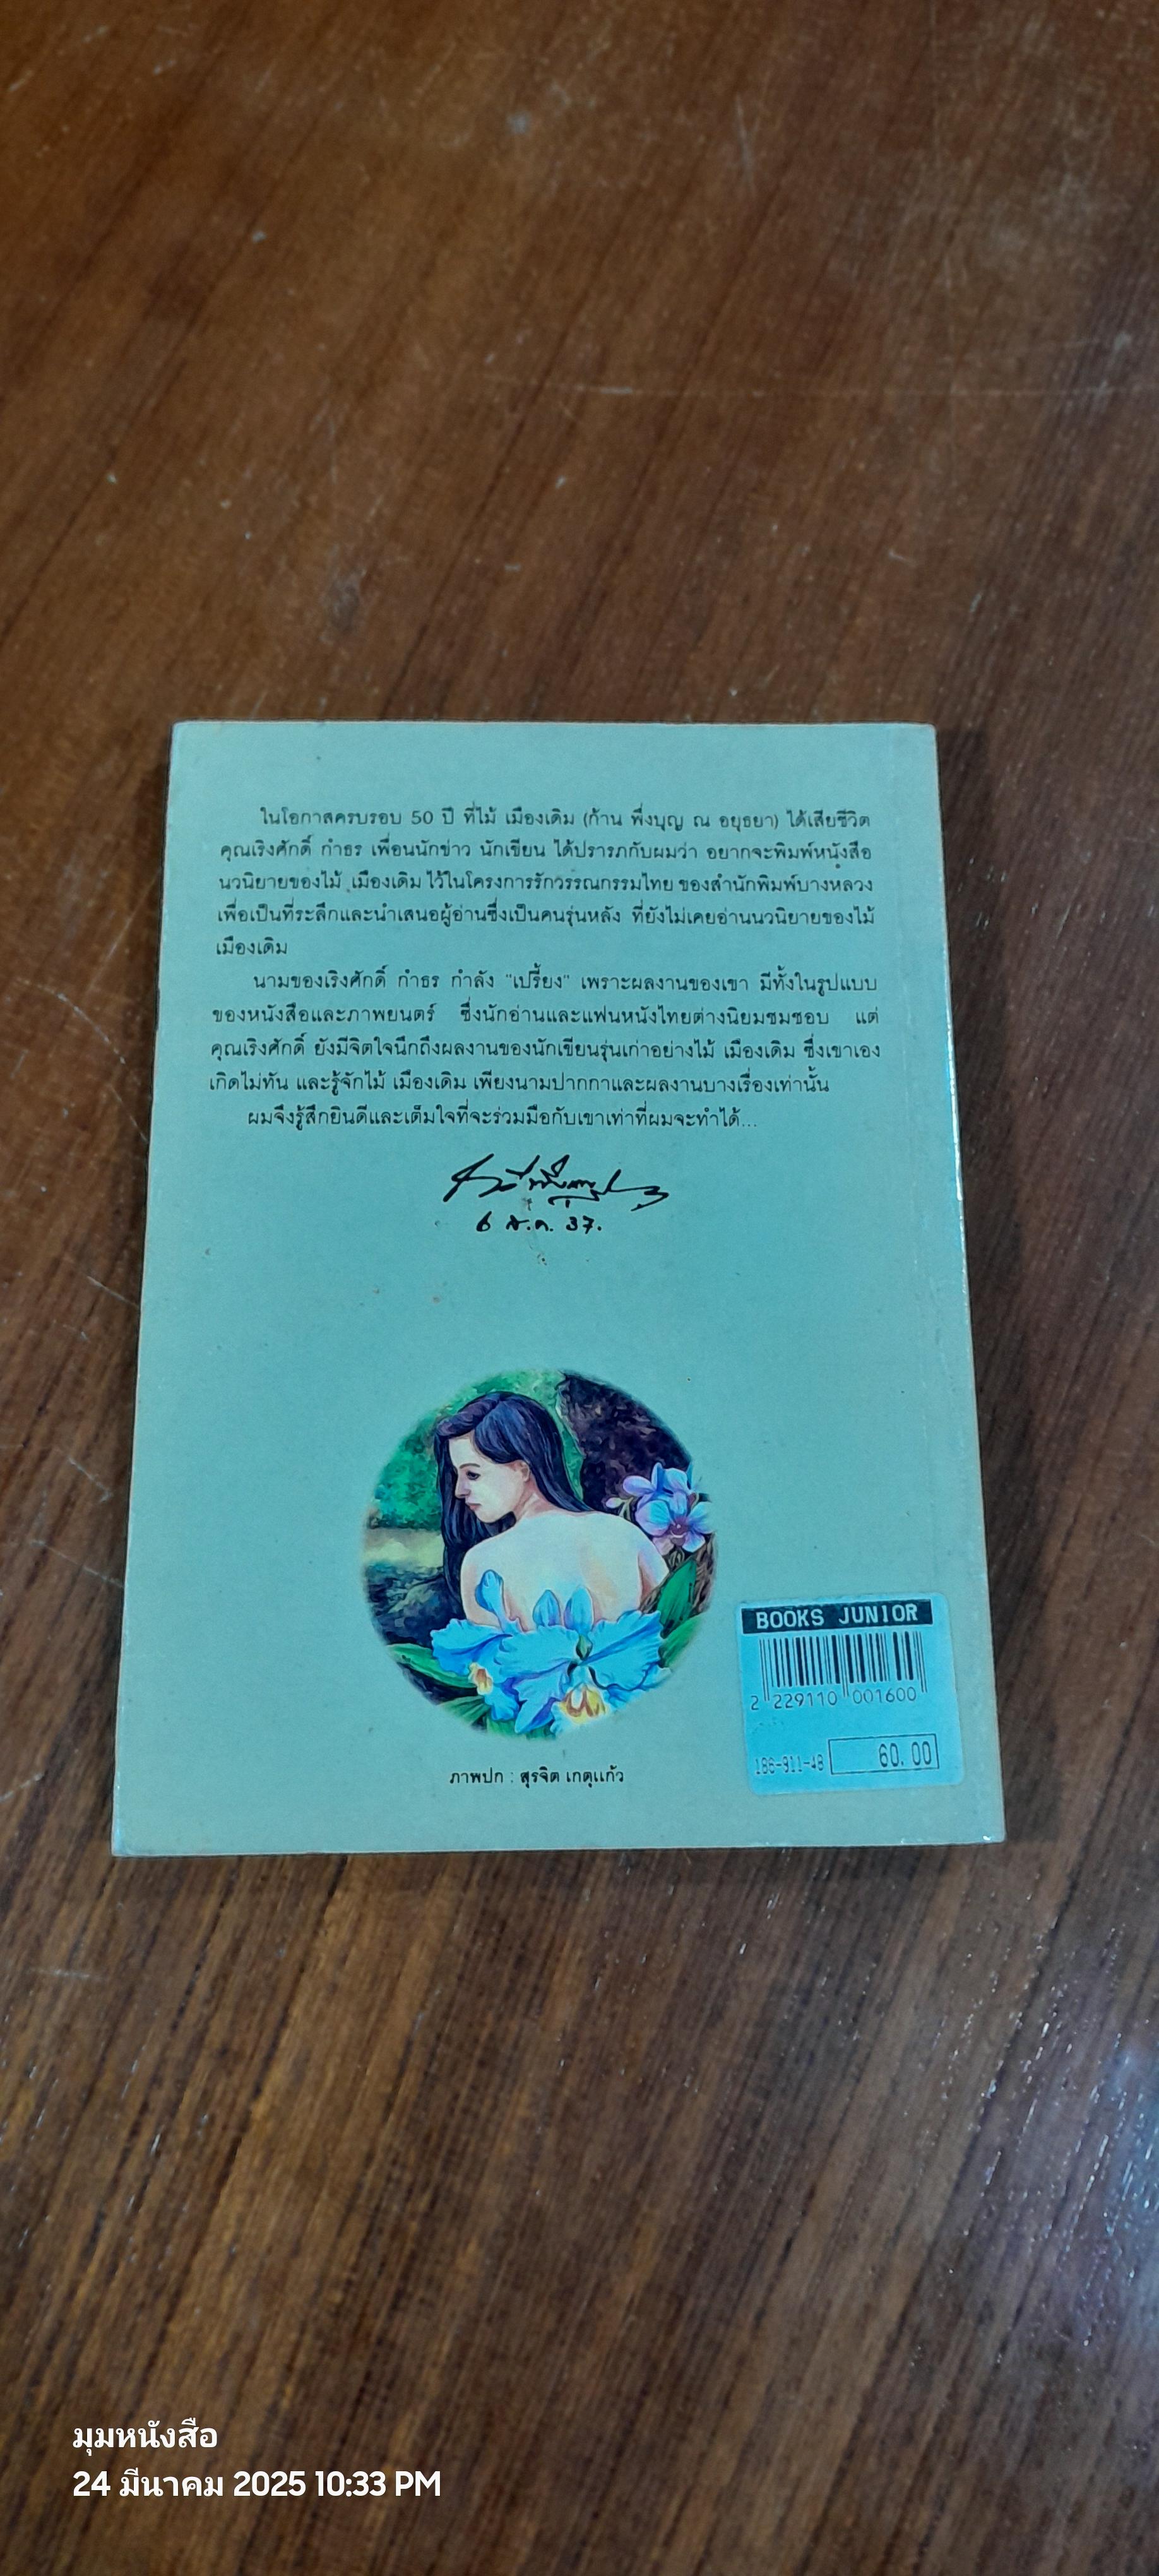 ในโอกาสครบรอบ 50 ปี ที่ไม้ เมืองเดิม (ก้าน พึ่งบุญ ณ อยุธยา) ได้เสียชีวิต
คุณเริงศักดิ์ กำธร เพื่อนนักข่าว นักเขียน ได้ปรารภกับผมว่า อยากจะพิมพ์หนังสือ
นวนิยายของไม้ เมืองเดิม ไว้ในโครงการรักวรรณกรรมไทย ของสำนักพิมพ์บางหลวง
เพื่อเป็นที่ระลึกและนำเสนอผู้อ่านซึ่งเป็นคนรุ่นหลัง ที่ยังไม่เคยอ่านนวนิยายของไม้
เมืองเดิม
นามของเริงศักดิ์ กำธร กำลัง "เปรี้ยง" เพราะผลงานของเขา มีทั้งในรูปแบบ
ของหนังสือและภาพยนตร์ ซึ่งนักอ่านและแฟนหนังไทยต่างนิยมชมชอบ แต่
คุณเริงศักดิ์ ยังมีจิตใจนึกถึงผลงานของนักเขียนรุ่นเก่าอย่างไม้ เมืองเดิม ซึ่งเขาเอง
เกิดไม่ทัน และรู้จักไม้ เมืองเดิม เพียงนามปากกาและผลงานบางเรื่องเท่านั้น
ผมจึงรู้สึกยินดีและเต็มใจที่จะร่วมมือกับเขาเท่าที่ผมจะทำได้...
6 ส.ค. 37.
BOOKS JUNIOR
2 229110 001600
186-911-48 60.00
ภาพปก : สุรจิต เกตุแก้ว
มุมหนังสือ
24 มีนาคม 2025 10:33 PM